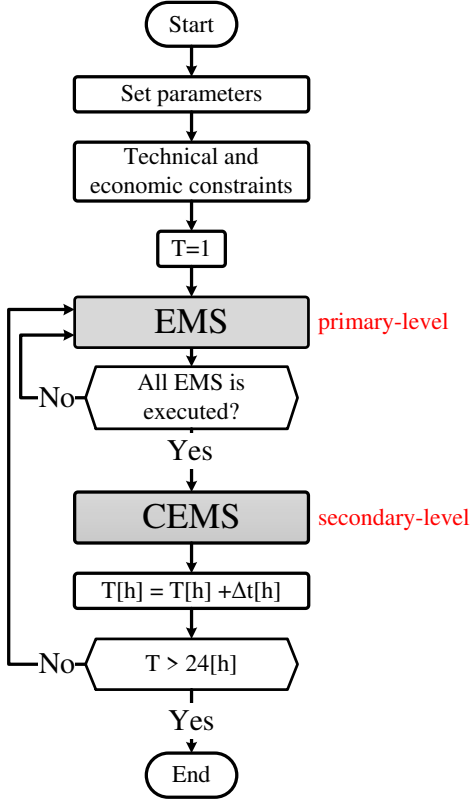 Start
Set parameters
Technical and
economic constraints
T=1
EMS
primary-level
All EMS is
executed?
No
Yes
CEMS
secondary-level
T[h] = T[h] +Δt[h]
T > 24[h]
No
Yes
End